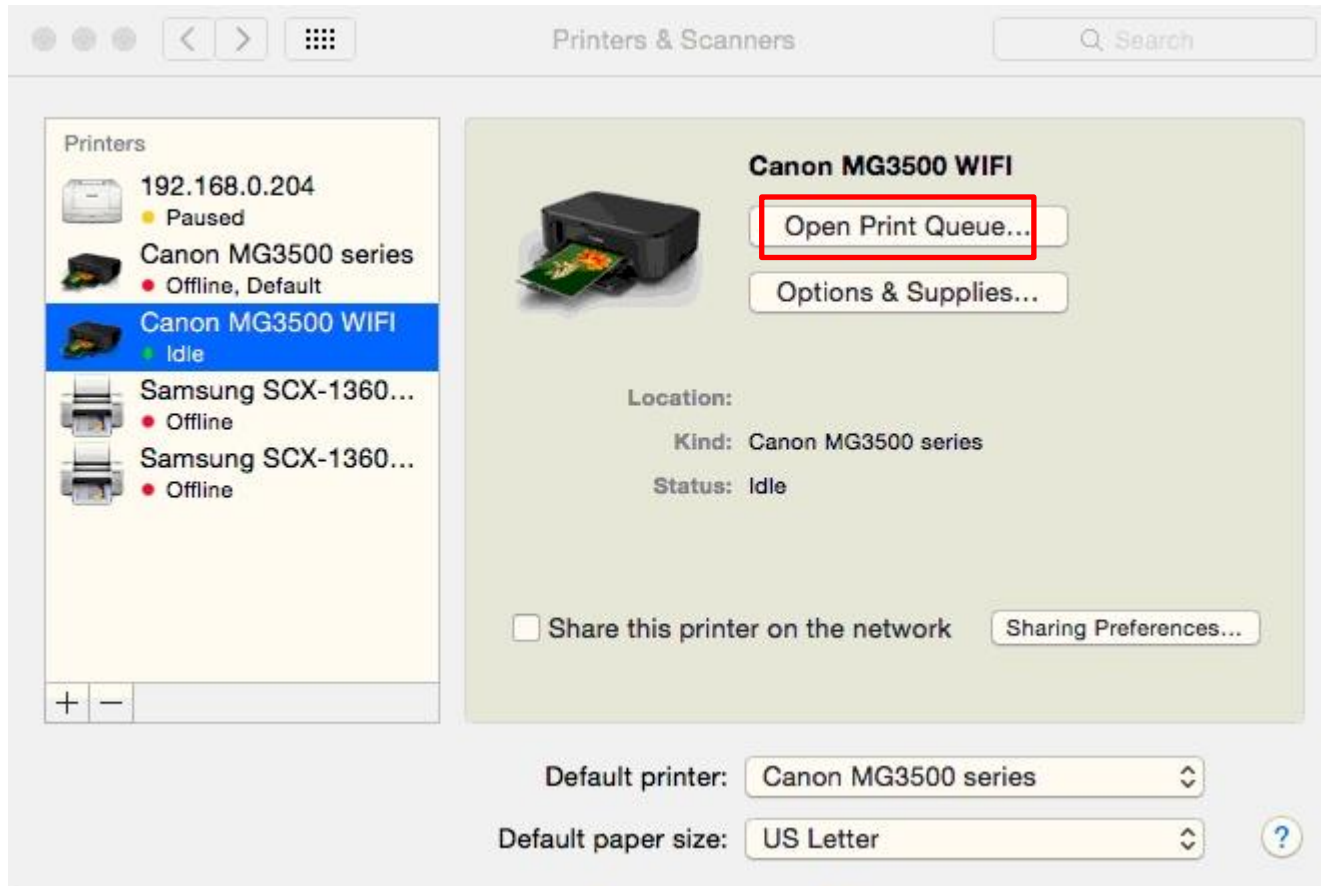 Printers & Scanners
Search
Printers
192.168.0.204
Paused
Canon MG3500 series
Offline, Default
Canon MG3500 WIFI
Idle
Samsung SCX-1360...
Offline
Samsung SCX-1360...
Offline
+ −
Canon MG3500 WIFI
Open Print Queue...
Options & Supplies...
Location:
Kind: Canon MG3500 series
Status: Idle
Share this printer on the network Sharing Preferences...
Default printer: Canon MG3500 series
Default paper size: US Letter ?